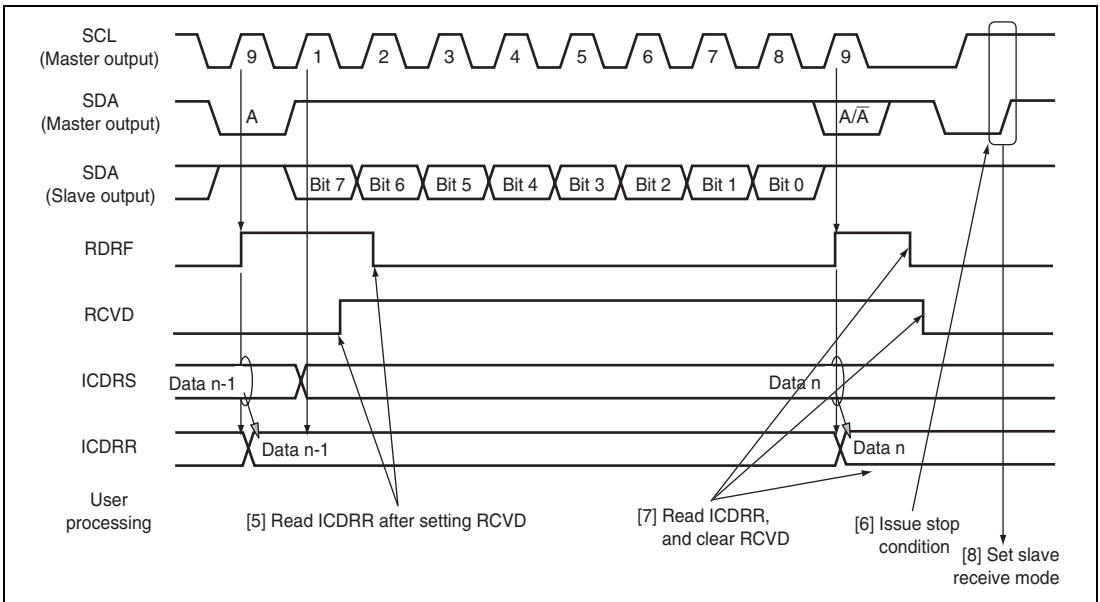 SCL
(Master output)
9 1 2 3 4 5 6 7 8 9
SDA
(Master output)
A A/A̅
SDA
(Slave output)
Bit 7 Bit 6 Bit 5 Bit 4 Bit 3 Bit 2 Bit 1 Bit 0
RDRF
RCVD
ICDRS
Data n-1 Data n
ICDRR
Data n-1 Data n
User
processing
[5] Read ICDRR after setting RCVD
[7] Read ICDRR,
and clear RCVD
[6] Issue stop
condition
[8] Set slave
receive mode